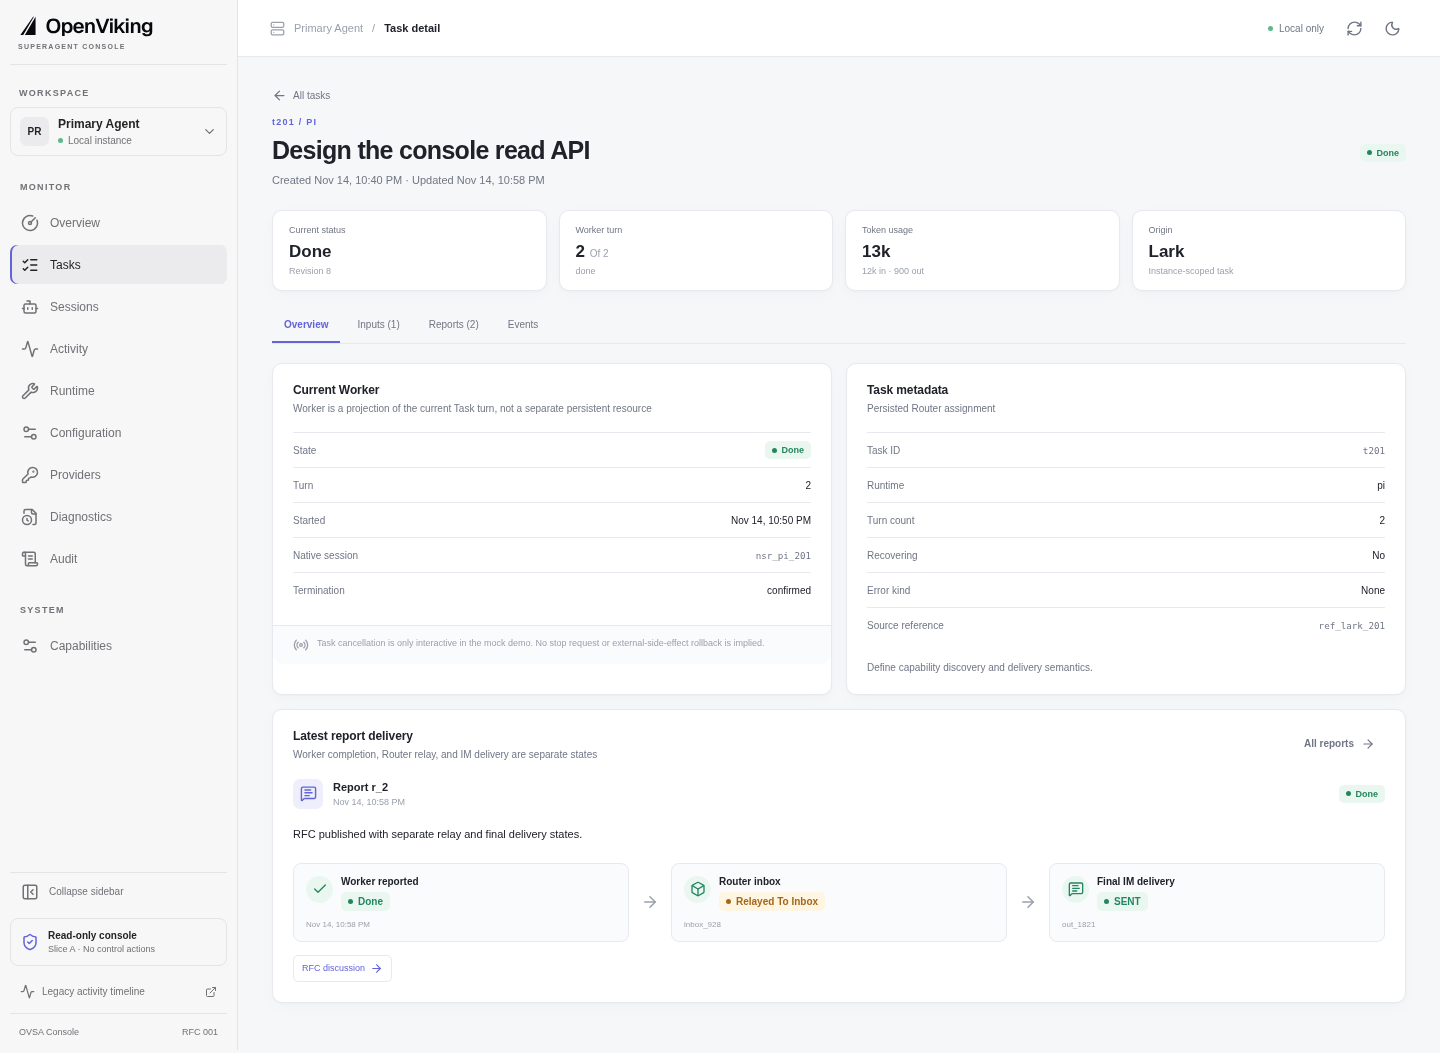 OpenViking
SUPERAGENT CONSOLE
WORKSPACE
PR
Primary Agent
Local instance
MONITOR
Overview
Tasks
Sessions
Activity
Runtime
Configuration
Providers
Diagnostics
Audit
SYSTEM
Capabilities
Collapse sidebar
Read-only console
Slice A · No control actions
Legacy activity timeline
OVSA Console RFC 001
Primary Agent / Task detail
Local only
All tasks
t201 / PI
Design the console read API
Done
Created Nov 14, 10:40 PM · Updated Nov 14, 10:58 PM
Current status
Done
Revision 8
Worker turn
2 Of 2
done
Token usage
13k
12k in · 900 out
Origin
Lark
Instance-scoped task
Overview Inputs (1) Reports (2) Events
Current Worker
Worker is a projection of the current Task turn, not a separate persistent resource
State Done
Turn 2
Started Nov 14, 10:50 PM
Native session nsr_pi_201
Termination confirmed
Task cancellation is only interactive in the mock demo. No stop request or external-side-effect rollback is implied.
Task metadata
Persisted Router assignment
Task ID t201
Runtime pi
Turn count 2
Recovering No
Error kind None
Source reference ref_lark_201
Define capability discovery and delivery semantics.
Latest report delivery
Worker completion, Router relay, and IM delivery are separate states
All reports
Report r_2
Nov 14, 10:58 PM
Done
RFC published with separate relay and final delivery states.
Worker reported
Done
Nov 14, 10:58 PM
Router inbox
Relayed To Inbox
inbox_928
Final IM delivery
SENT
out_1821
RFC discussion